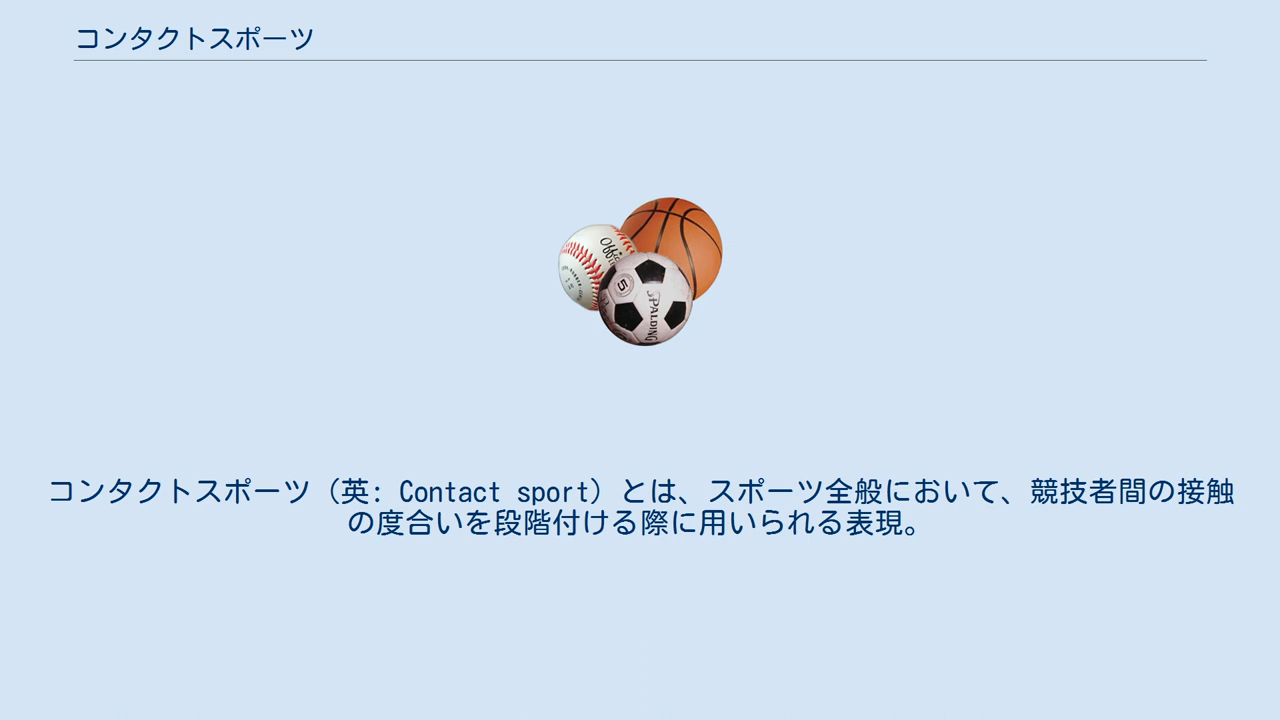 コンタクトスポーツ
Offici
5
SPALDING
コンタクトスポーツ（英: Contact sport）とは、スポーツ全般において、競技者間の接触
の度合いを段階付ける際に用いられる表現。